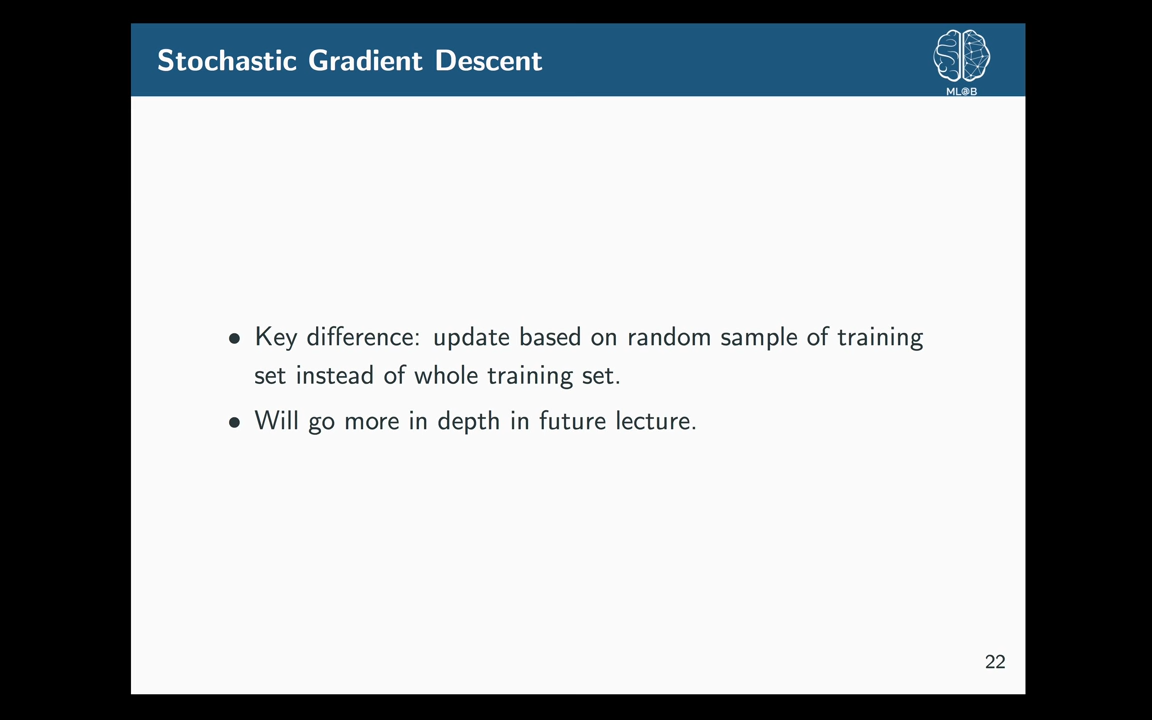 Stochastic Gradient Descent
ML@B
• Key difference: update based on random sample of training
set instead of whole training set.
• Will go more in depth in future lecture.
22